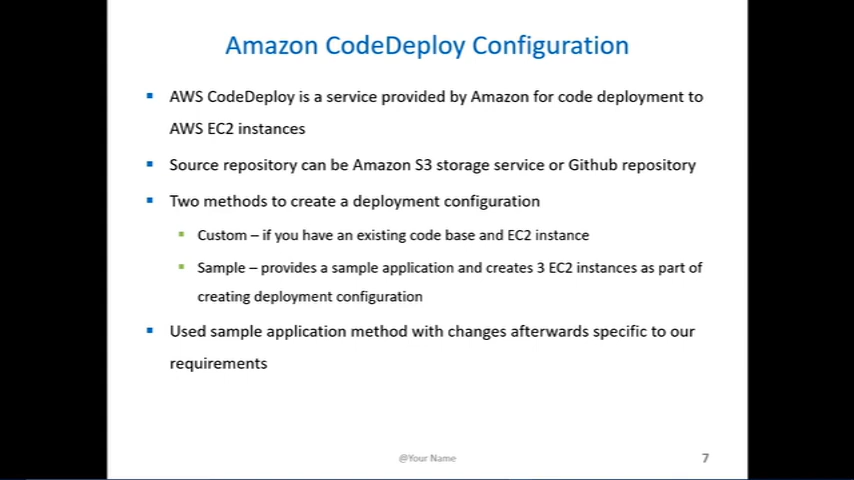 Amazon CodeDeploy Configuration
AWS CodeDeploy is a service provided by Amazon for code deployment to
AWS EC2 instances
Source repository can be Amazon S3 storage service or Github repository
Two methods to create a deployment configuration
Custom – if you have an existing code base and EC2 instance
Sample – provides a sample application and creates 3 EC2 instances as part of
creating deployment configuration
Used sample application method with changes afterwards specific to our
requirements
@Your Name
7